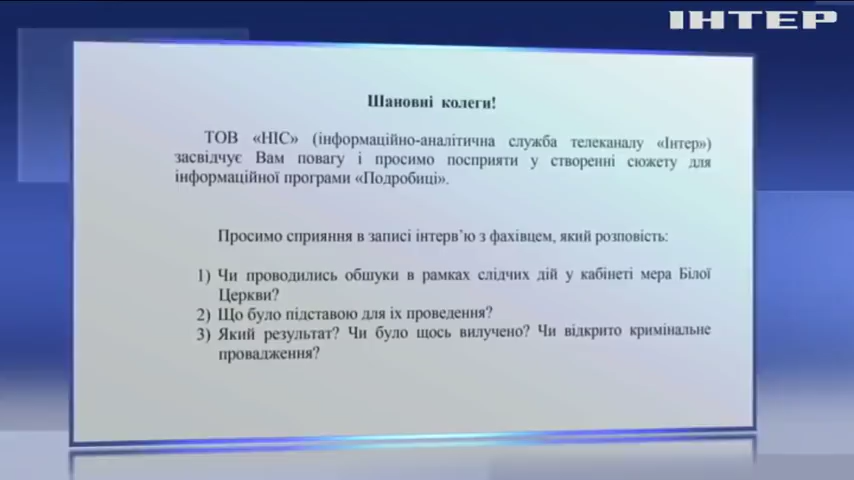 ІНТЕР
Шановні колеги!
ТОВ «НІС» (інформаційно-аналітична служба телеканалу «Інтер»)
засвідчує Вам повагу і просимо посприяти у створенні сюжету для
інформаційної програми «Подробиці».
Просимо сприяння в записі інтерв’ю з фахівцем, який розповість:
1) Чи проводились обшуки в рамках слідчих дій у кабінеті мера Білої
Церкви?
2) Що було підставою для їх проведення?
3) Який результат? Чи було щось вилучено? Чи відкрито кримінальне
провадження?